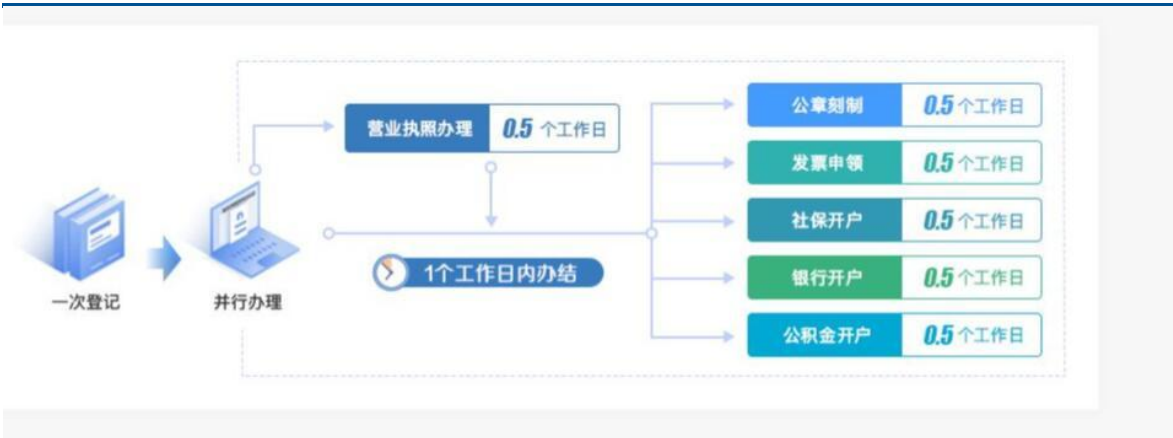 一次登记
并行办理
营业执照办理 0.5 个工作日
1个工作日内办结
公章刻制 0.5 个工作日
发票申领 0.5 个工作日
社保开户 0.5 个工作日
银行开户 0.5 个工作日
公积金开户 0.5 个工作日